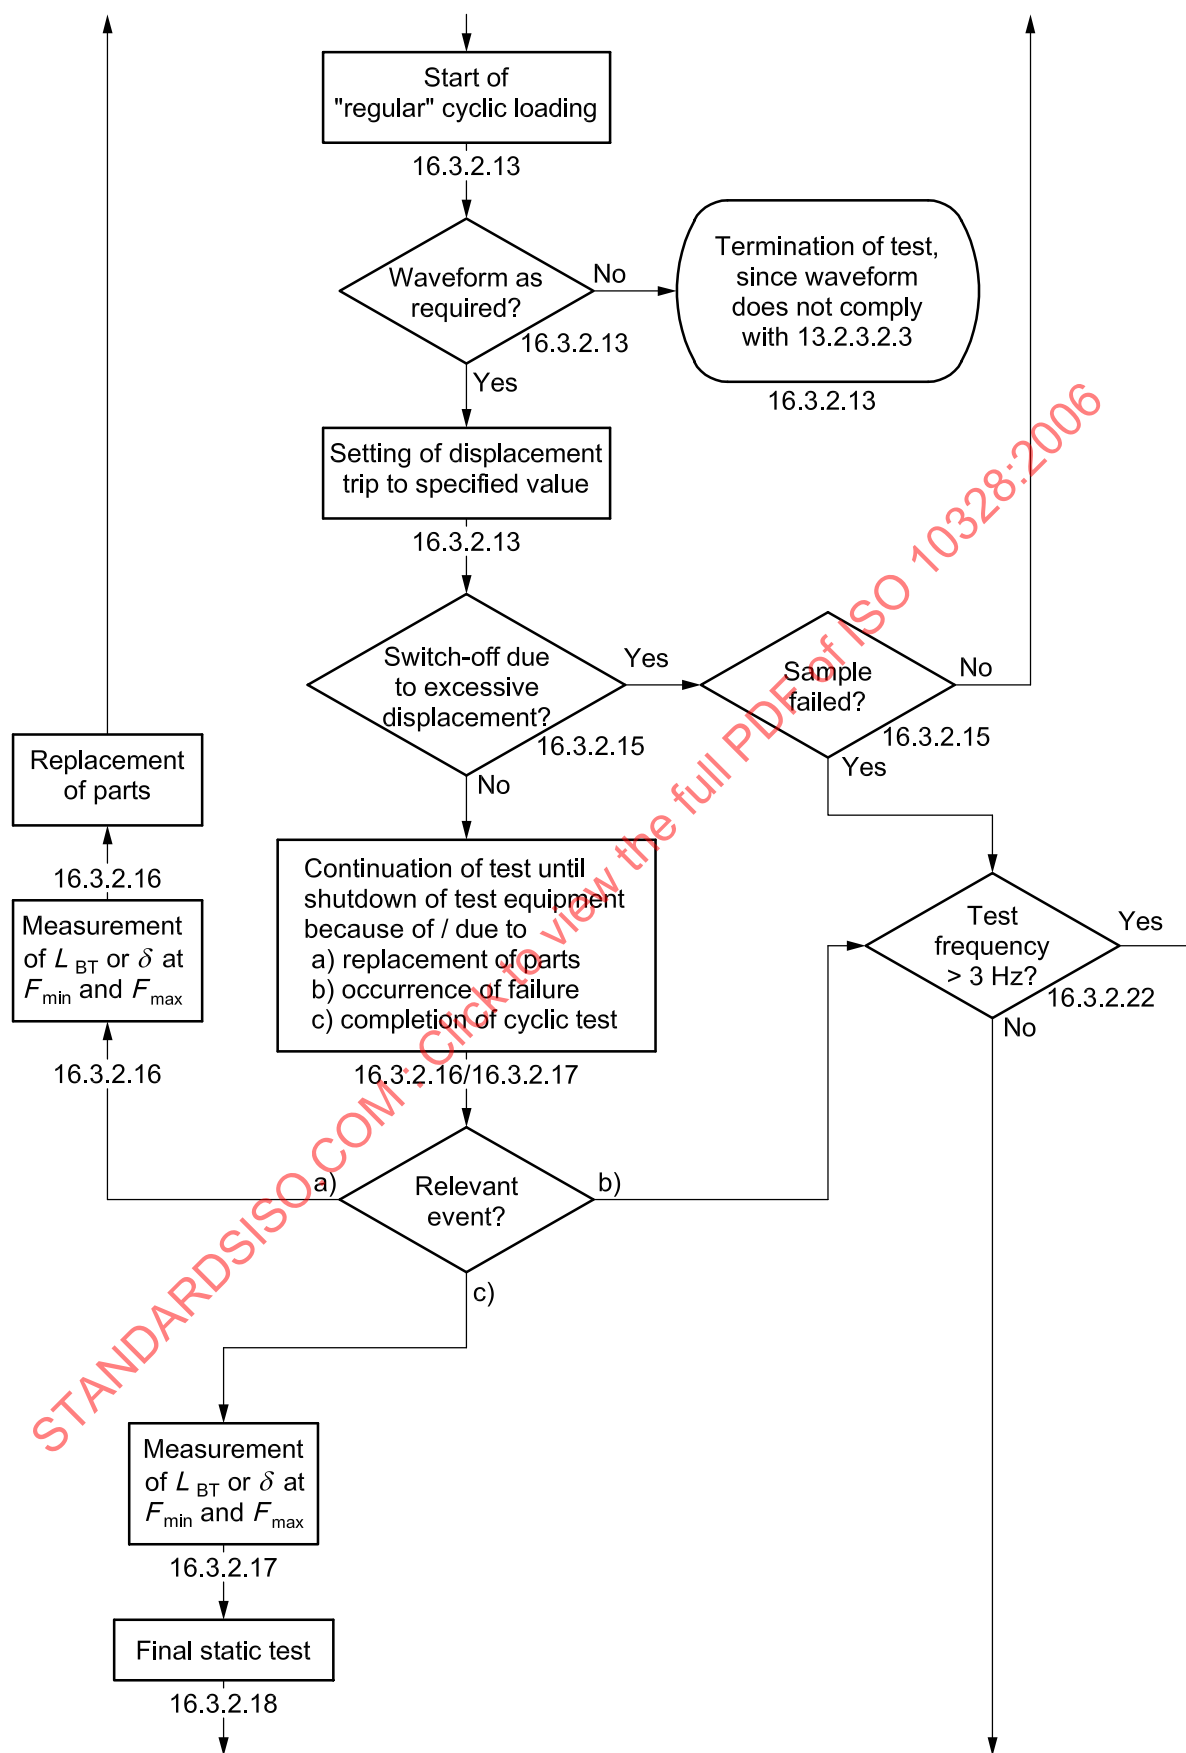 Start of
"regular" cyclic loading
16.3.2.13
Waveform as
required?
No
16.3.2.13
Yes
Termination of test,
since waveform
does not comply
with 13.2.3.2.3
16.3.2.13
Setting of displacement
trip to specified value
16.3.2.13
Switch-off due
to excessive
displacement?
Yes
16.3.2.15
No
Sample
failed?
No
16.3.2.15
Yes
Replacement
of parts
16.3.2.16
Measurement
of L BT or δ at
F min and F max
16.3.2.16
Continuation of test until
shutdown of test equipment
because of / due to
a) replacement of parts
b) occurrence of failure
c) completion of cyclic test
16.3.2.16/16.3.2.17
Test
frequency
> 3 Hz?
Yes
16.3.2.22
No
Relevant
event?
a)
b)
c)
Measurement
of L BT or δ at
F min and F max
16.3.2.17
Final static test
16.3.2.18
STANDARDSISO.COM : Click to view the full PDF of ISO 10328:2006